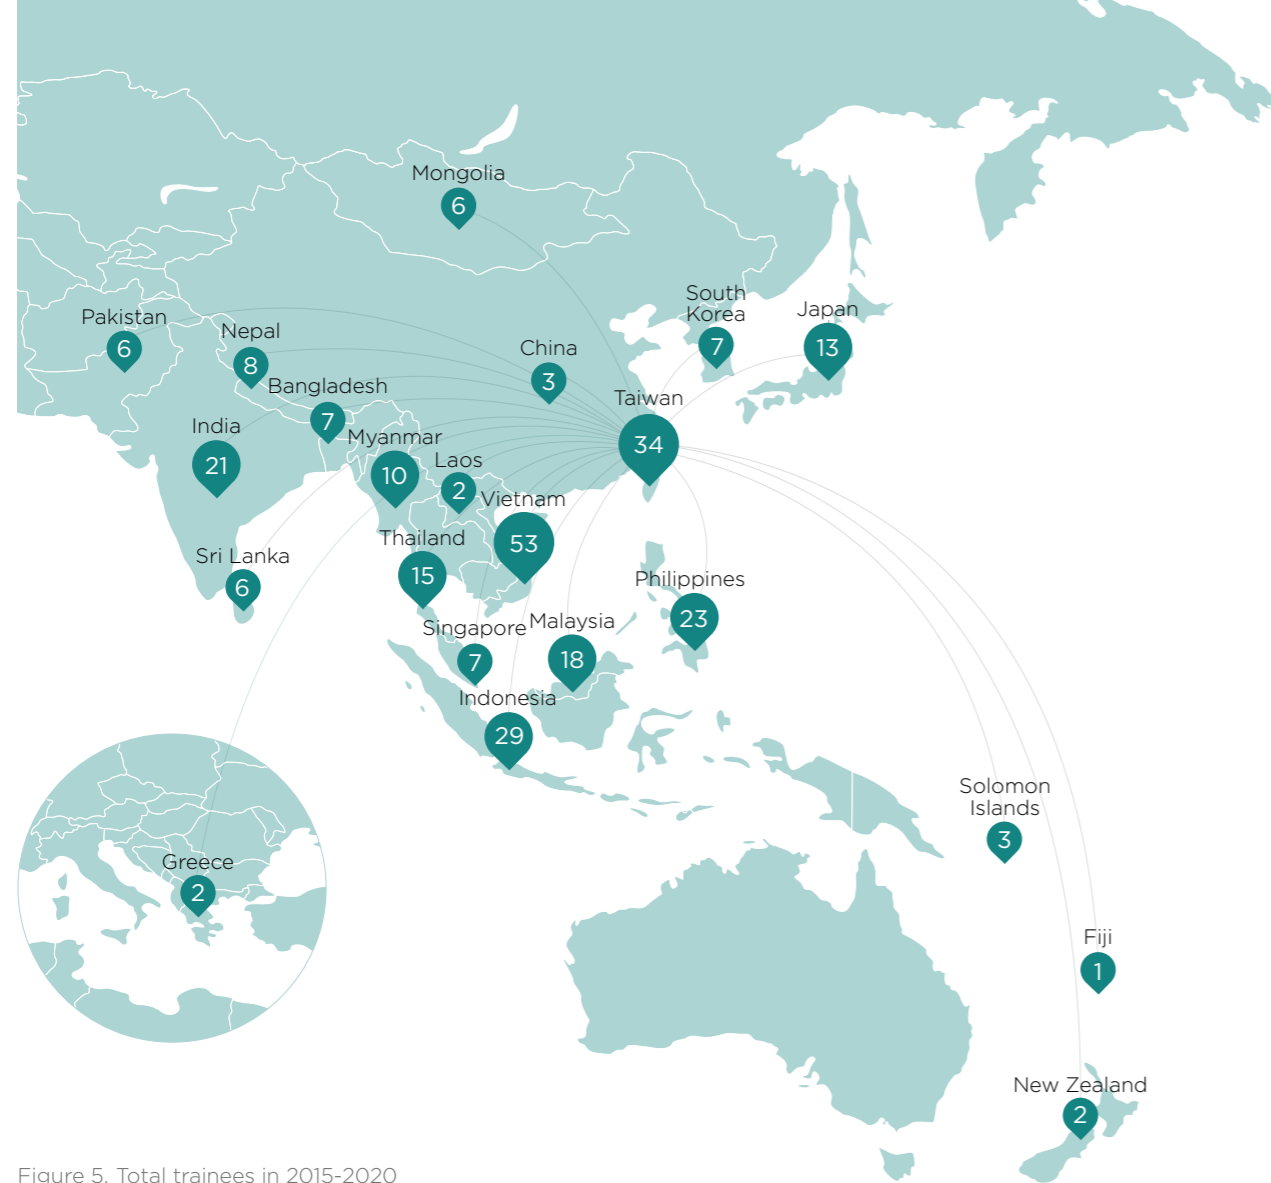 Mongolia
6
South
Korea
7
Japan
13
Pakistan
6
Nepal
8
China
3
Bangladesh
7
Taiwan
34
India
21
Myanmar
10
Laos
2
Vietnam
53
Thailand
15
Sri Lanka
6
Philippines
23
Singapore
7
Malaysia
18
Indonesia
29
Solomon
Islands
3
Greece
2
Fiji
1
New Zealand
2
Figure 5. Total trainees in 2015-2020